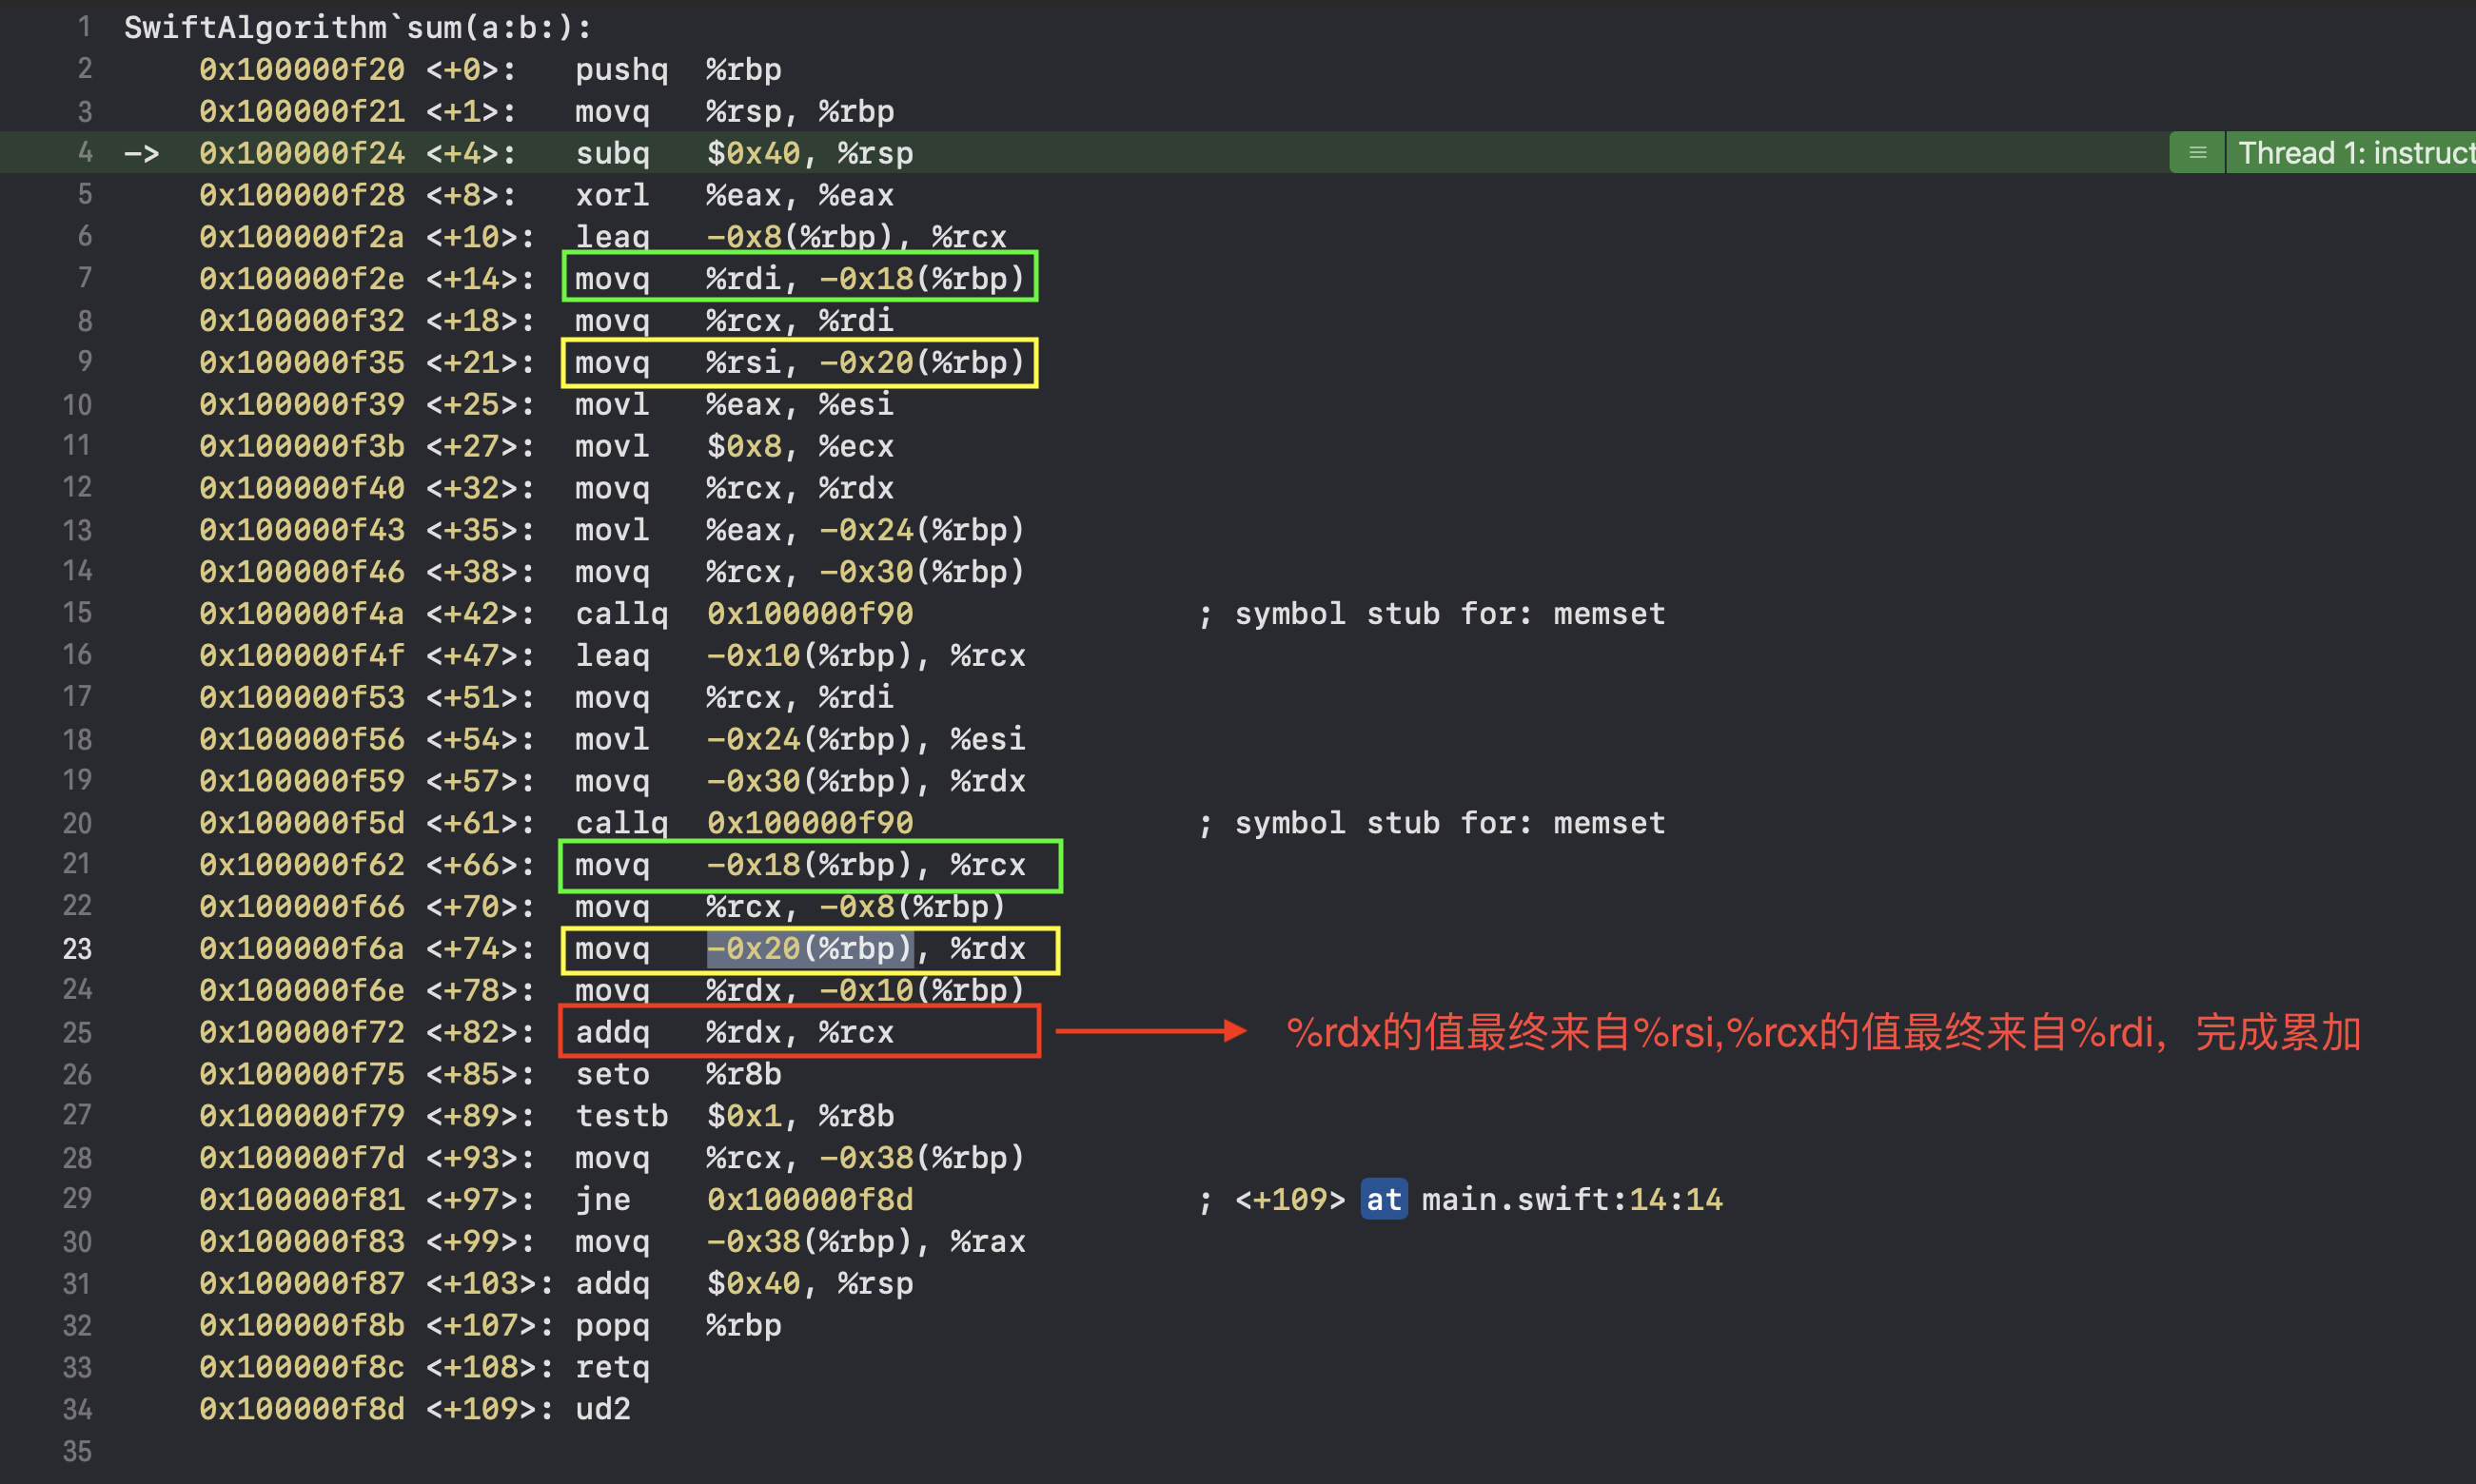 1 SwiftAlgorithm`sum(a:b:):
2 0x100000f20 <+0>: pushq %rbp
3 0x100000f21 <+1>: movq %rsp, %rbp
4 -> 0x100000f24 <+4>: subq $0x40, %rsp Thread 1: instruct
5 0x100000f28 <+8>: xorl %eax, %eax
6 0x100000f2a <+10>: leaq -0x8(%rbp), %rcx
7 0x100000f2e <+14>: movq %rdi, -0x18(%rbp)
8 0x100000f32 <+18>: movq %rcx, %rdi
9 0x100000f35 <+21>: movq %rsi, -0x20(%rbp)
10 0x100000f39 <+25>: movl %eax, %esi
11 0x100000f3b <+27>: movl $0x8, %ecx
12 0x100000f40 <+32>: movq %rcx, %rdx
13 0x100000f43 <+35>: movl %eax, -0x24(%rbp)
14 0x100000f46 <+38>: movq %rcx, -0x30(%rbp)
15 0x100000f4a <+42>: callq 0x100000f90 ; symbol stub for: memset
16 0x100000f4f <+47>: leaq -0x10(%rbp), %rcx
17 0x100000f53 <+51>: movq %rcx, %rdi
18 0x100000f56 <+54>: movl -0x24(%rbp), %esi
19 0x100000f59 <+57>: movq -0x30(%rbp), %rdx
20 0x100000f5d <+61>: callq 0x100000f90 ; symbol stub for: memset
21 0x100000f62 <+66>: movq -0x18(%rbp), %rcx
22 0x100000f66 <+70>: movq %rcx, -0x8(%rbp)
23 0x100000f6a <+74>: movq -0x20(%rbp), %rdx
24 0x100000f6e <+78>: movq %rdx, -0x10(%rbp)
25 0x100000f72 <+82>: addq %rdx, %rcx %rdx的值最终来自%rsi,%rcx的值最终来自%rdi，完成累加
26 0x100000f75 <+85>: seto %r8b
27 0x100000f79 <+89>: testb $0x1, %r8b
28 0x100000f7d <+93>: movq %rcx, -0x38(%rbp)
29 0x100000f81 <+97>: jne 0x100000f8d ; <+109> at main.swift:14:14
30 0x100000f83 <+99>: movq -0x38(%rbp), %rax
31 0x100000f87 <+103>: addq $0x40, %rsp
32 0x100000f8b <+107>: popq %rbp
33 0x100000f8c <+108>: retq
34 0x100000f8d <+109>: ud2
35